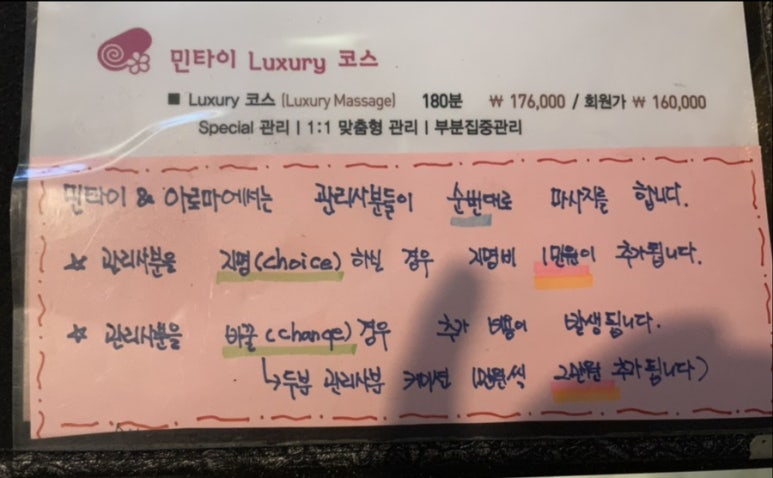 민타이 Luxury 코스
■ Luxury 코스 (Luxury Massage) 180분 ₩ 176,000 / 회원가 ₩ 160,000
Special 관리 | 1:1 맞춤형 관리 | 부분집중관리
민타이 & 아로마에서는 관리사분들이 순번대로 마사지를 합니다.
☆ 관리사분을 지명(choice) 하신 경우 지명비 1만원이 추가됩니다.
☆ 관리사분을 바꿀(change) 경우 추가 비용이 발생됩니다.
↳두분 관리사분 1만원씩 2만원 추가됩니다)